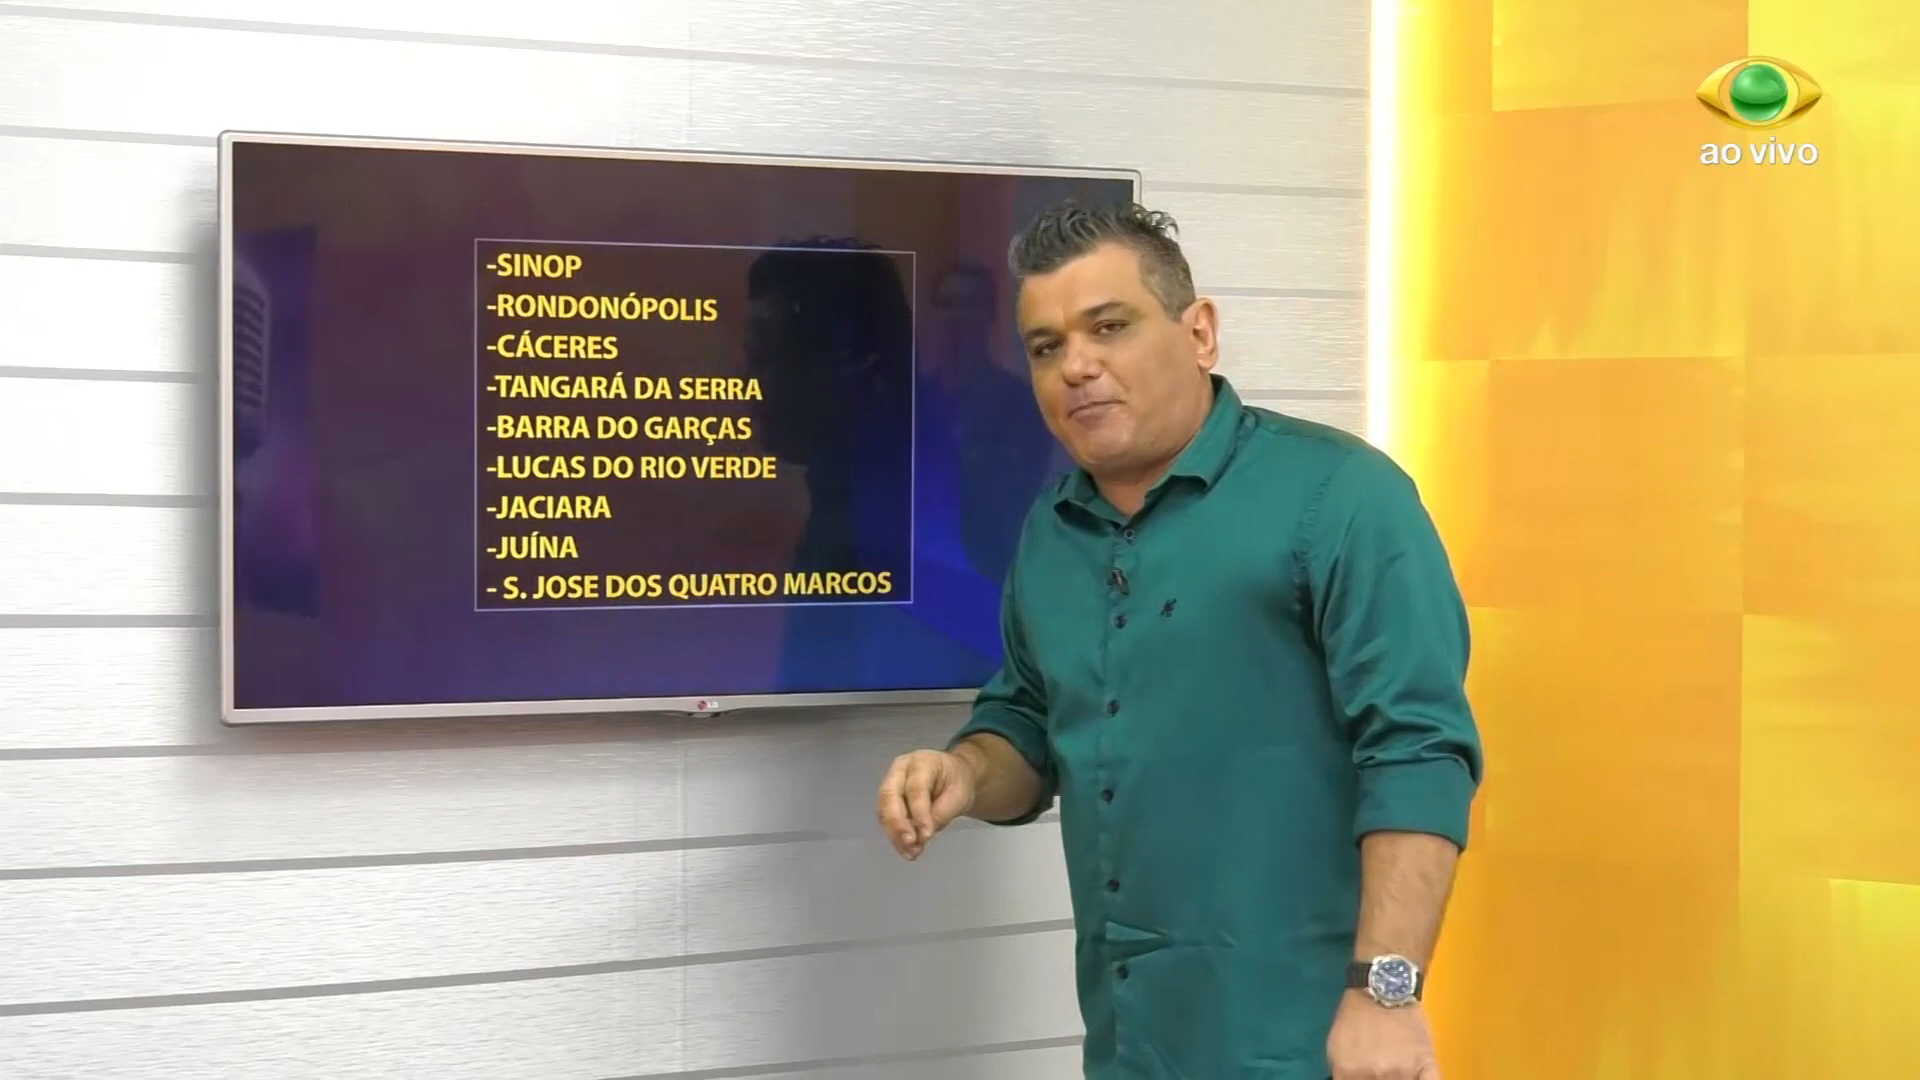 ao vivo
-SINOP
-RONDONÓPOLIS
-CÁCERES
-TANGARÁ DA SERRA
-BARRA DO GARÇAS
-LUCAS DO RIO VERDE
-JACIARA
-JUÍNA
- S. JOSE DOS QUATRO MARCOS
LG